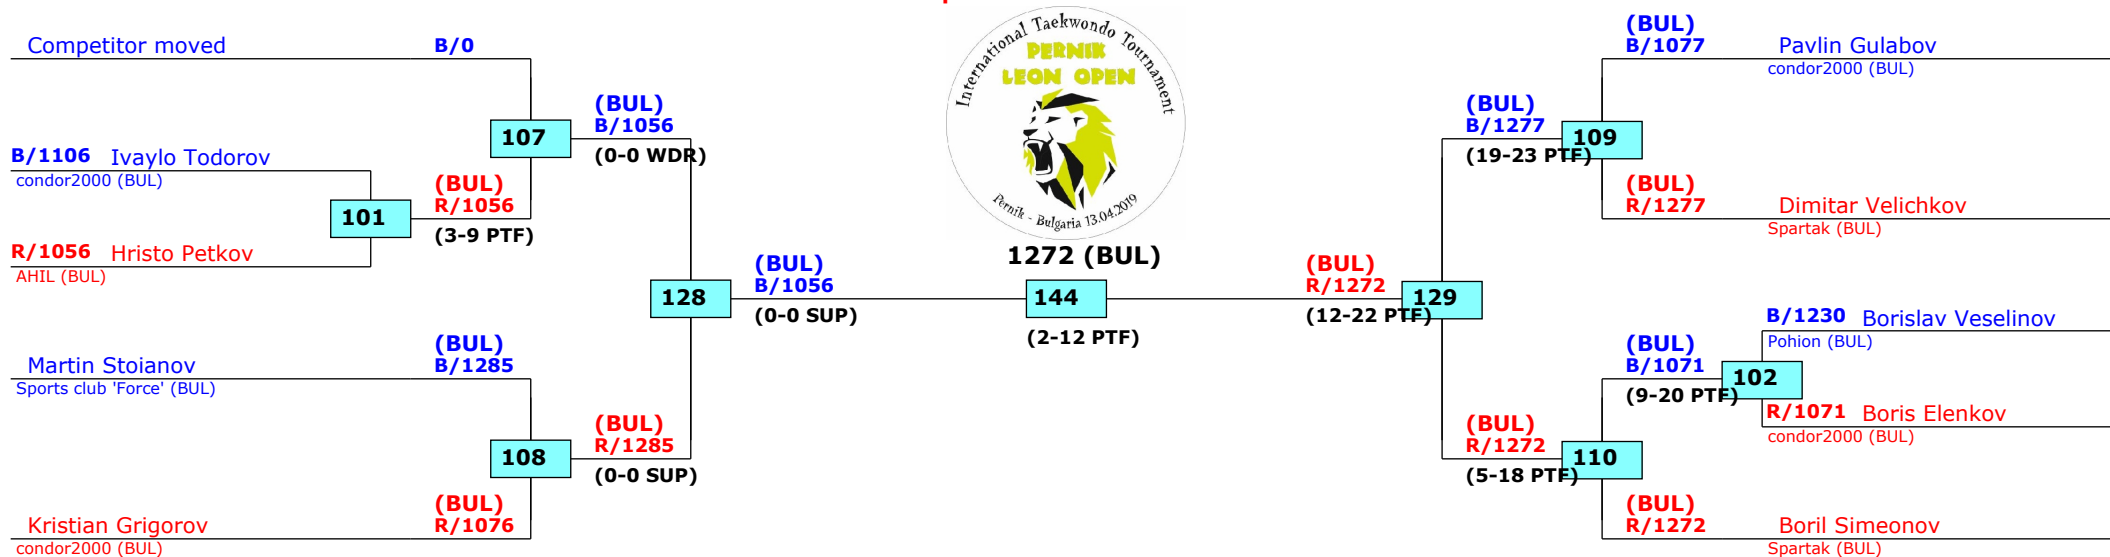 Competitor moved
B/0
B/1106 Ivaylo Todorov
condor2000 (BUL)
101
R/1056 Hristo Petkov
AHIL (BUL)
(BUL)
R/1056
(3-9 PTF)
107
(BUL)
B/1056
(0-0 WDR)
Martin Stoianov
Sports club 'Force' (BUL)
(BUL)
B/1285
108
Kristian Grigorov
condor2000 (BUL)
(BUL)
R/1076
(BUL)
R/1285
(0-0 SUP)
128
(BUL)
B/1056
(0-0 SUP)
International Taekwondo Tournament
PERNIK
LEON OPEN
Pernik - Bulgaria 13.04.2019
1272 (BUL)
144
(2-12 PTF)
(BUL)
R/1272
(12-22 PTF)
129
(BUL)
B/1277
(19-23 PTF)
109
(BUL)
B/1077
Pavlin Gulabov
condor2000 (BUL)
(BUL)
R/1277
Dimitar Velichkov
Spartak (BUL)
(BUL)
R/1272
(5-18 PTF)
110
(BUL)
B/1071
(9-20 PTF)
102
B/1230 Borislav Veselinov
Pohion (BUL)
R/1071 Boris Elenkov
condor2000 (BUL)
(BUL)
R/1272
Boril Simeonov
Spartak (BUL)